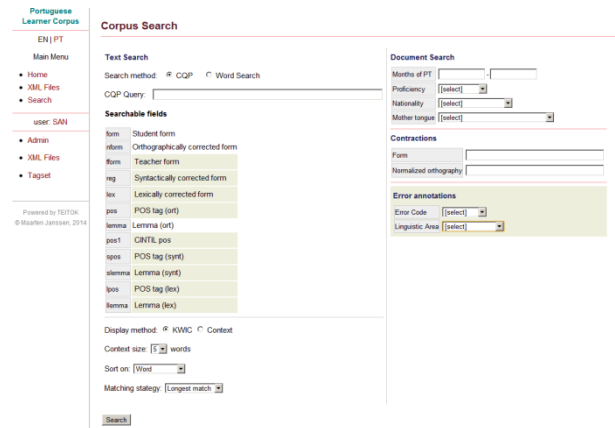 Portuguese
Learner Corpus
EN | PT
Main Menu
Home
XML Files
Search
user: SAN
Admin
XML Files
Tagset
Powered by TEITOK
© Maarten Janssen, 2014
Corpus Search
Text Search
Search method: CQP Word Search
CQP Query:
Searchable fields
form Student form
nform Orthographically corrected form
fform Teacher form
reg Syntactically corrected form
lex Lexically corrected form
pos POS tag (ort)
lemma Lemma (ort)
pos1 CINTIL pos
spos POS tag (synt)
slemma Lemma (synt)
lpos POS tag (lex)
llemma Lemma (lex)
Display method: KWIC Context
Context size: 5 words
Sort on: Word
Matching stategy: Longest match
Search
Document Search
Months of PT -
Proficiency [select]
Nationality [select]
Mother tongue [select]
Contractions
Form
Normalized orthography
Error annotations
Error Code [select]
Linguistic Area [select]